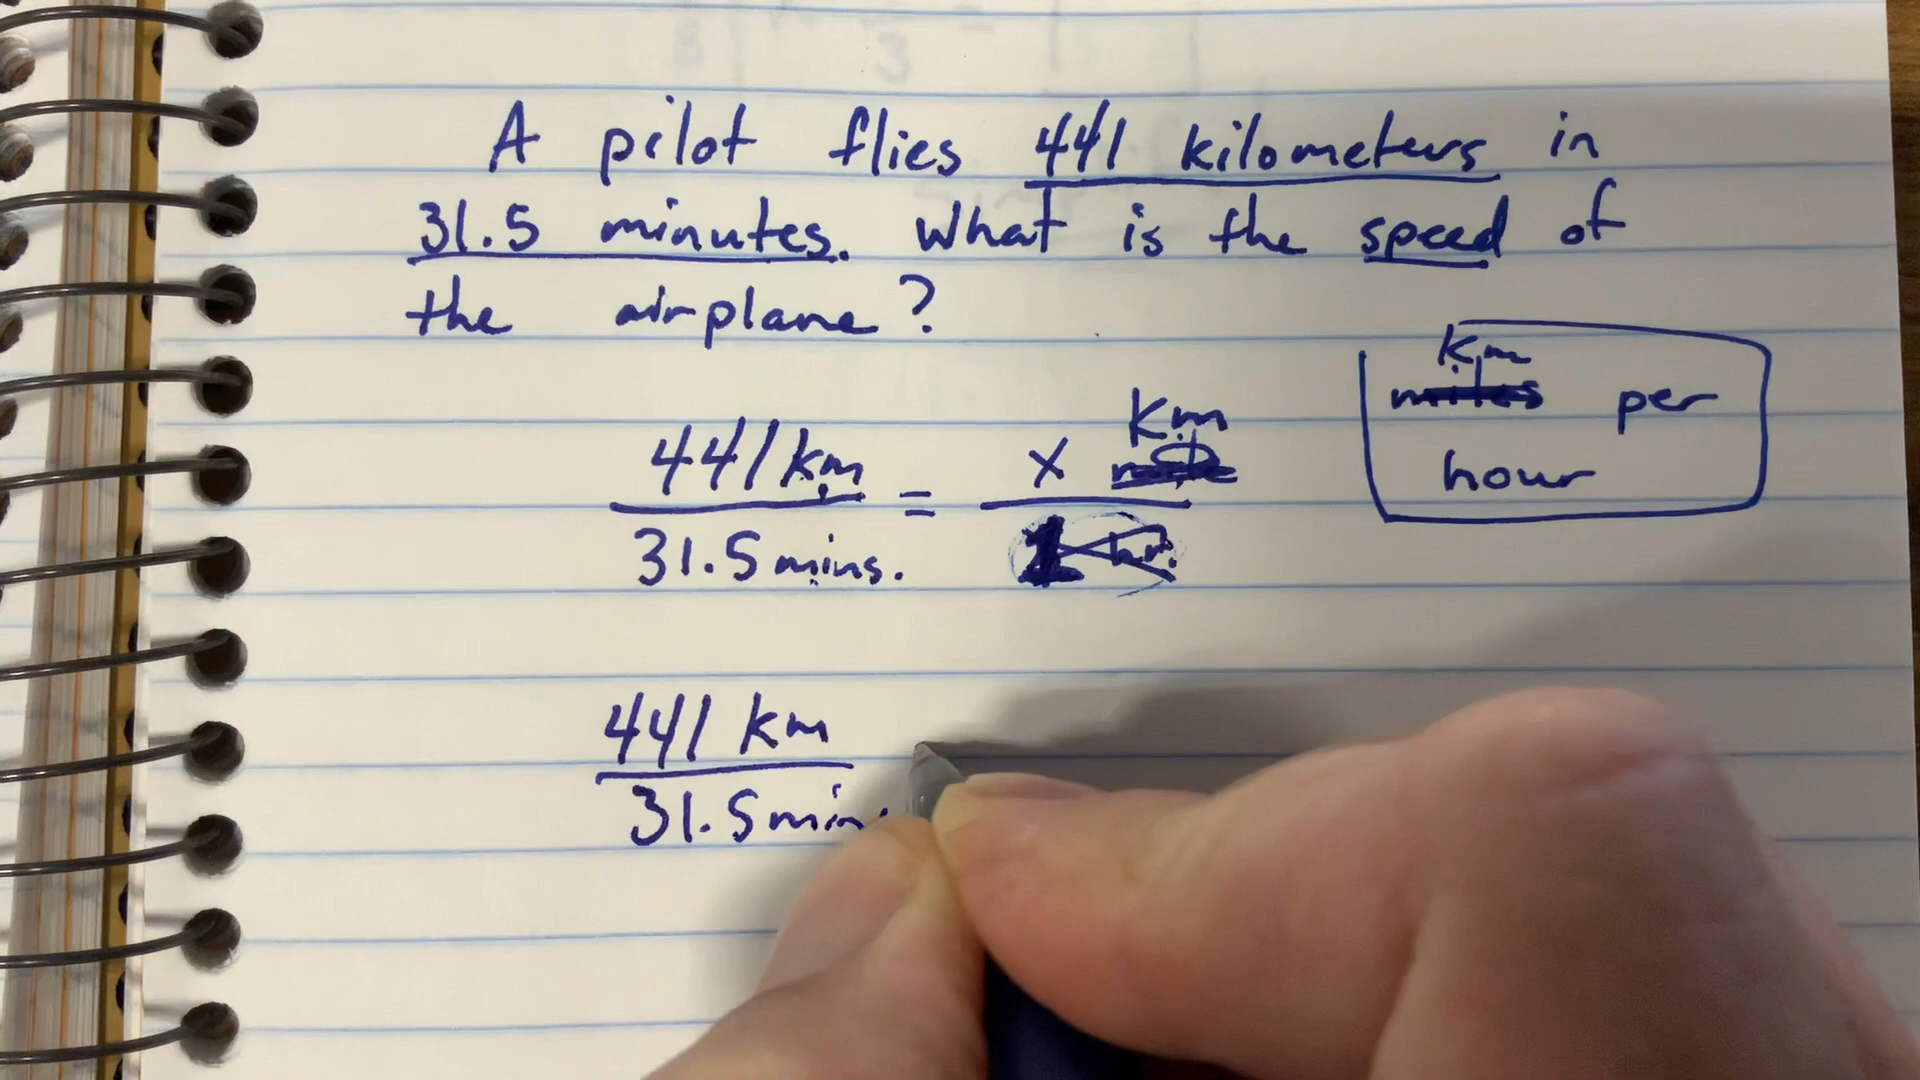 A pilot flies 441 kilometers in
31.5 minutes. What is the speed of
the airplane?
km
miles per
hour
441 km = x km
31.5 mins. 1 hr.
441 km
31.5 min.